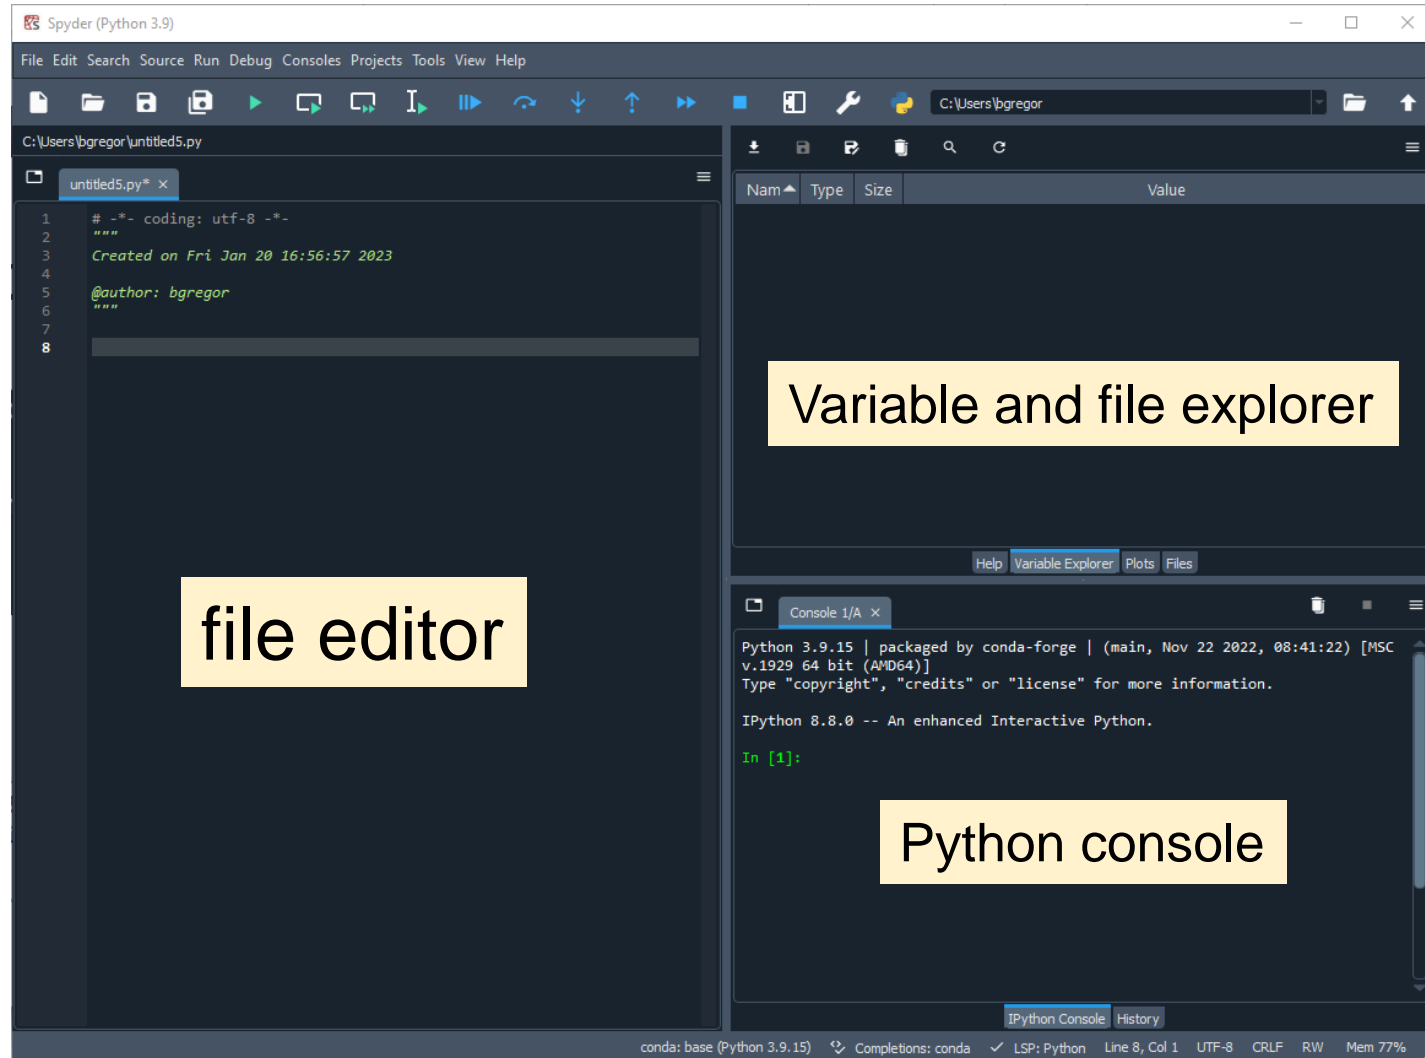 Spyder (Python 3.9)
File Edit Search Source Run Debug Consoles Projects Tools View Help
C:\Users\bgregor
C:\Users\bgregor\untitled5.py
untitled5.py*
1 # -*- coding: utf-8 -*-
2 """
3 Created on Fri Jan 20 16:56:57 2023
4
5 @author: bgregor
6 """
7
8
file editor
Nam Type Size Value
Variable and file explorer
Help Variable Explorer Plots Files
Console 1/A
Python 3.9.15 | packaged by conda-forge | (main, Nov 22 2022, 08:41:22) [MSC
v.1929 64 bit (AMD64)]
Type "copyright", "credits" or "license" for more information.
IPython 8.8.0 -- An enhanced Interactive Python.
In [1]:
Python console
IPython Console History
conda: base (Python 3.9.15) Completions: conda LSP: Python Line 8, Col 1 UTF-8 CRLF RW Mem 77%